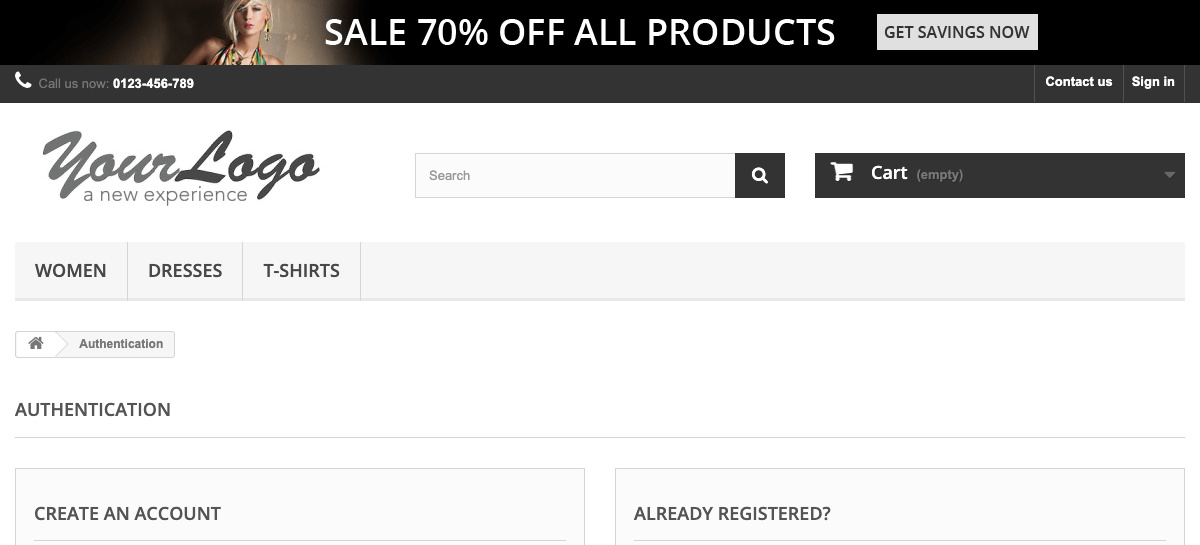 SALE 70% OFF ALL PRODUCTS GET SAVINGS NOW
Call us now: 0123-456-789 Contact us Sign in
YourLogo
a new experience
Search Cart (empty)
WOMEN DRESSES T-SHIRTS
Authentication
AUTHENTICATION
CREATE AN ACCOUNT ALREADY REGISTERED?